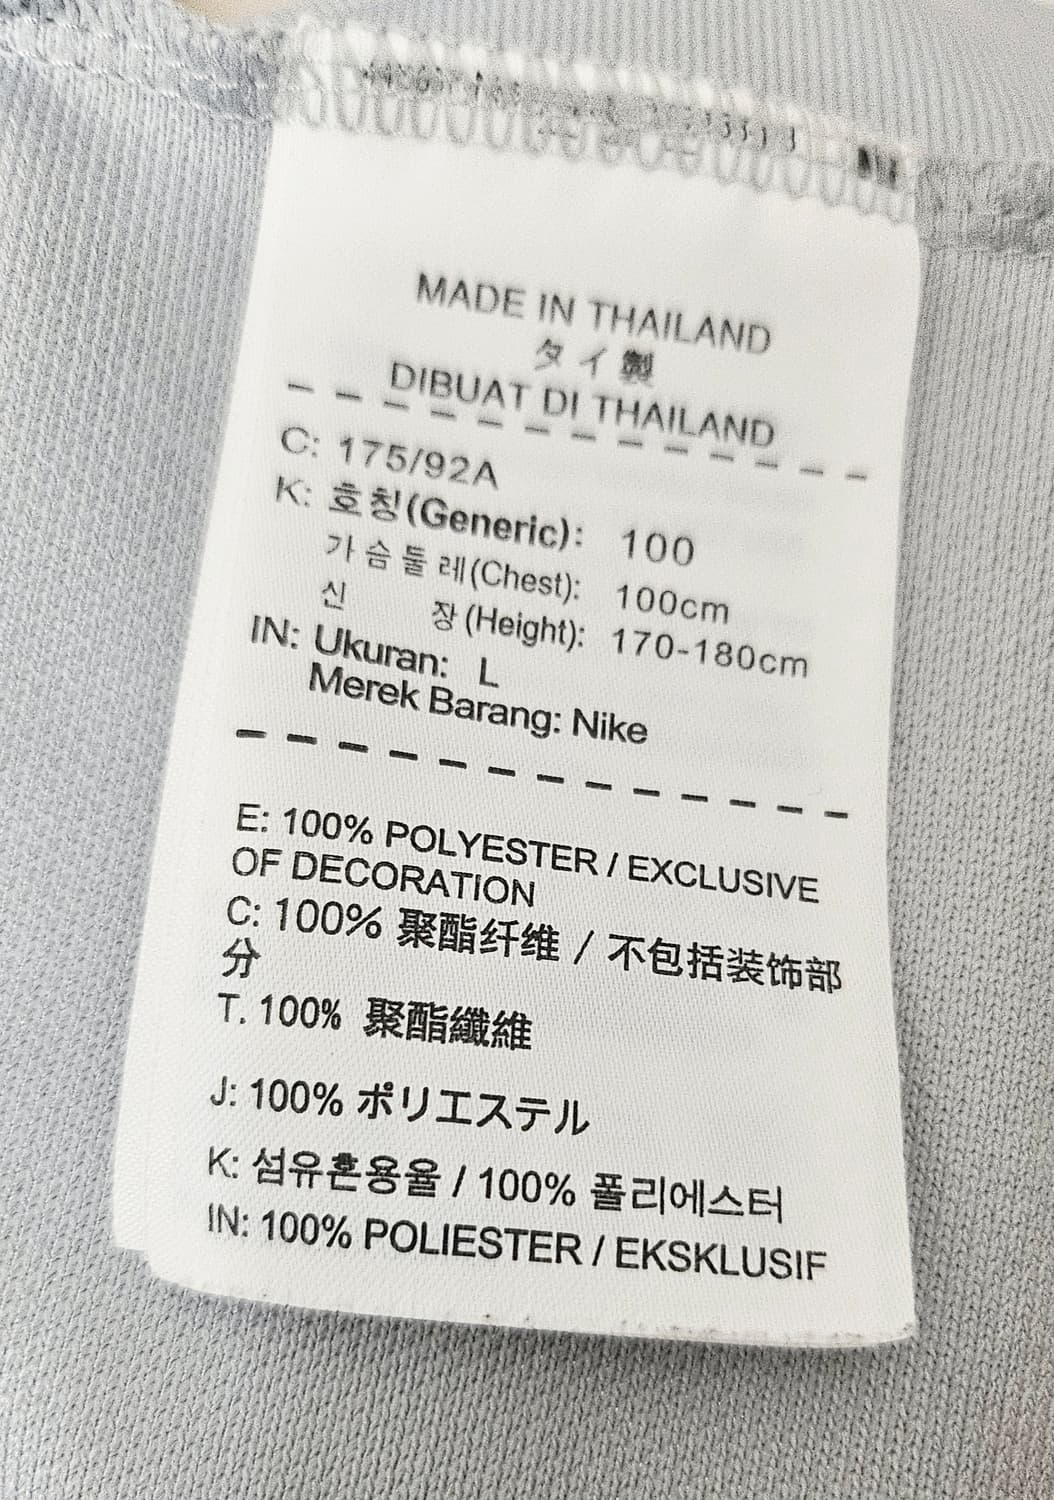 MADE IN THAILAND
タイ製
DIBUAT DI THAILAND
C: 175/92A
K: 호칭(Generic): 100
가슴둘레(Chest): 100cm
신 장(Height): 170-180cm
IN: Ukuran: L
Merek Barang: Nike
E: 100% POLYESTER / EXCLUSIVE
OF DECORATION
C: 100% 聚酯纤维 / 不包括装饰部
分
T. 100% 聚酯纖維
J: 100% ポリエステル
K: 섬유혼용율 / 100% 폴리에스터
IN: 100% POLIESTER / EKSKLUSIF